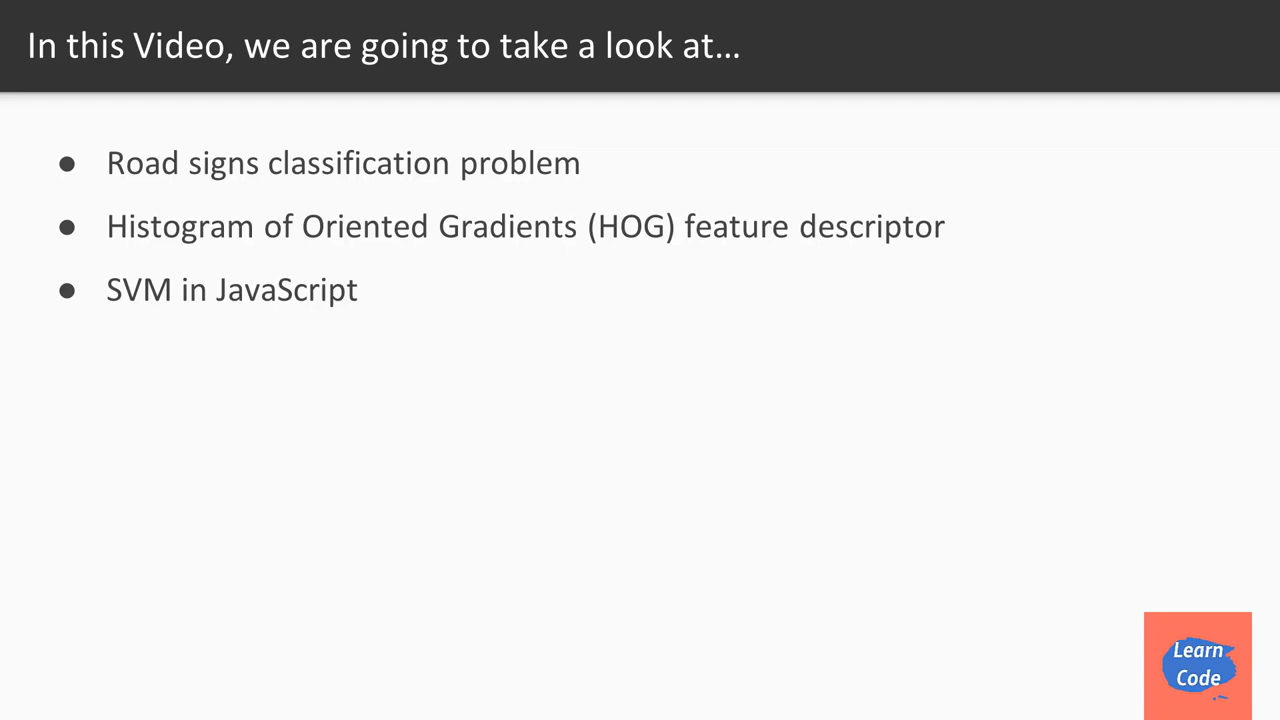 In this Video, we are going to take a look at…
● Road signs classification problem
● Histogram of Oriented Gradients (HOG) feature descriptor
● SVM in JavaScript
Learn
Code